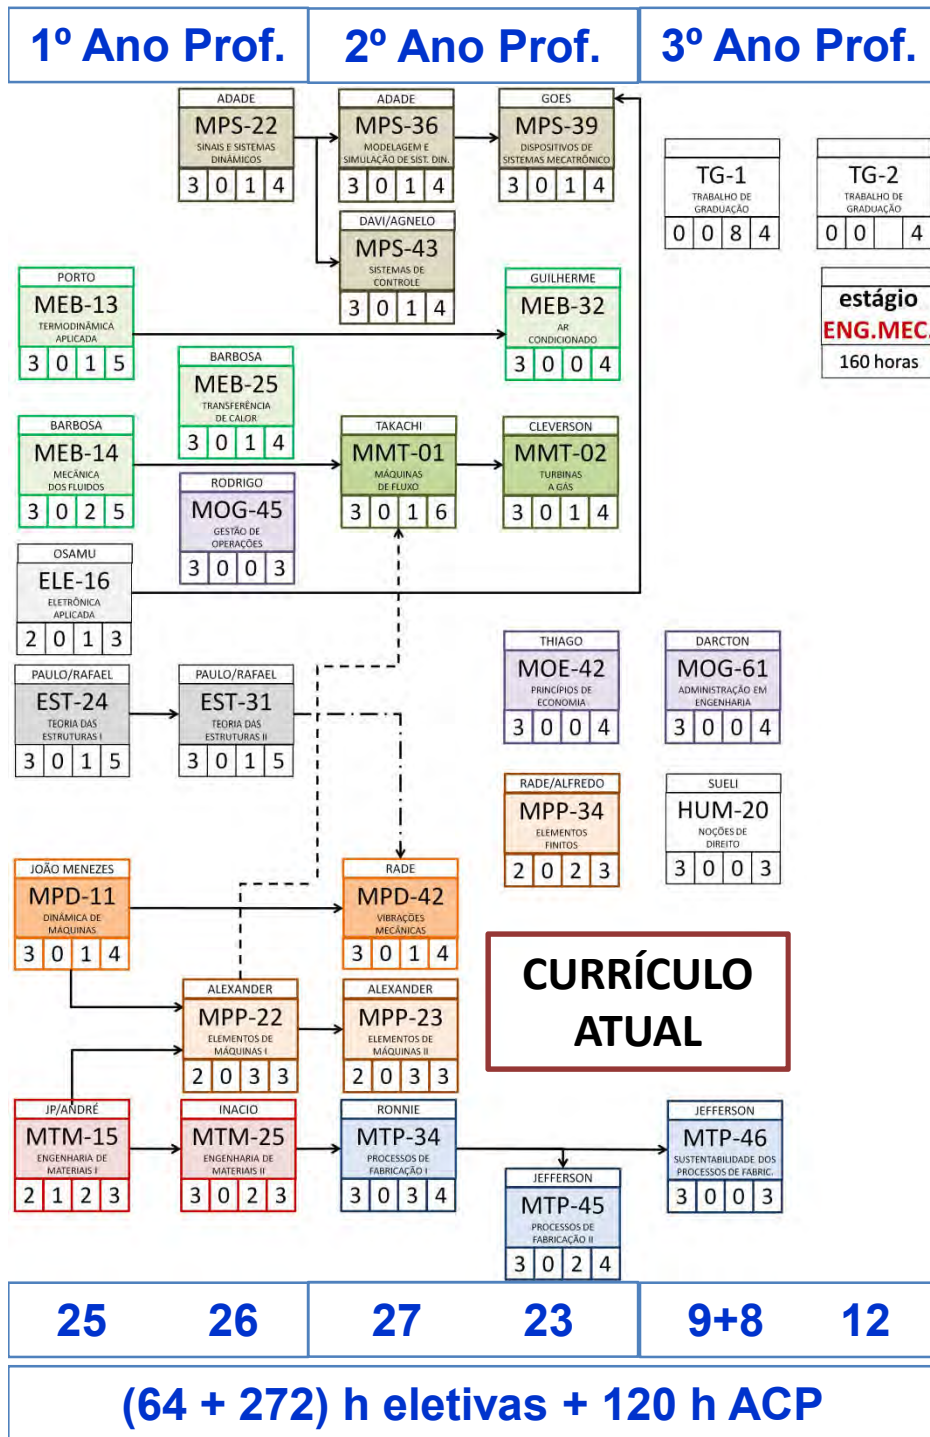 1º Ano Prof.
2º Ano Prof.
3º Ano Prof.
ADADE
MPS-22
SINAIS E SISTEMAS
DINÂMICOS
3 0 1 4
ADADE
MPS-36
MODELAGEM E
SIMULAÇÃO DE SIST. DIN.
3 0 1 4
GOES
MPS-39
DISPOSITIVOS DE
SISTEMAS MECATRÔNICO
3 0 1 4
TG-1
TRABALHO DE
GRADUAÇÃO
0 0 8 4
TG-2
TRABALHO DE
GRADUAÇÃO
0 0 4
DAVI/AGNELO
MPS-43
SISTEMAS DE
CONTROLE
3 0 1 4
PORTO
MEB-13
TERMODINÂMICA
APLICADA
3 0 1 5
GUILHERME
MEB-32
AR
CONDICIONADO
3 0 0 4
estágio
ENG.MEC.
160 horas
BARBOSA
MEB-25
TRANSFERÊNCIA
DE CALOR
3 0 1 4
BARBOSA
MEB-14
MECÂNICA
DOS FLUIDOS
3 0 2 5
TAKACHI
MMT-01
MÁQUINAS
DE FLUXO
3 0 1 6
CLEVERSON
MMT-02
TURBINAS
A GÁS
3 0 1 4
RODRIGO
MOG-45
GESTÃO DE
OPERAÇÕES
3 0 0 3
OSAMU
ELE-16
ELETRÔNICA
APLICADA
2 0 1 3
THIAGO
MOE-42
PRINCÍPIOS DE
ECONOMIA
3 0 0 4
DARCTON
MOG-61
ADMINISTRAÇÃO EM
ENGENHARIA
3 0 0 4
PAULO/RAFAEL
EST-24
TEORIA DAS
ESTRUTURAS I
3 0 1 5
PAULO/RAFAEL
EST-31
TEORIA DAS
ESTRUTURAS II
3 0 1 5
RADE/ALFREDO
MPP-34
ELEMENTOS
FINITOS
2 0 2 3
SUELI
HUM-20
NOÇÕES DE
DIREITO
3 0 0 3
JOÃO MENEZES
MPD-11
DINÂMICA DE
MÁQUINAS
3 0 1 4
RADE
MPD-42
VIBRAÇÕES
MECÂNICAS
3 0 1 4
CURRÍCULO
ATUAL
ALEXANDER
MPP-22
ELEMENTOS DE
MÁQUINAS I
2 0 3 3
ALEXANDER
MPP-23
ELEMENTOS DE
MÁQUINAS II
2 0 3 3
JP/ANDRÉ
MTM-15
ENGENHARIA DE
MATERIAIS I
2 1 2 3
INACIO
MTM-25
ENGENHARIA DE
MATERIAIS II
3 0 2 3
RONNIE
MTP-34
PROCESSOS DE
FABRICAÇÃO I
3 0 3 4
JEFFERSON
MTP-46
SUSTENTABILIDADE DOS
PROCESSOS DE FABRIC.
3 0 0 3
JEFFERSON
MTP-45
PROCESSOS DE
FABRICAÇÃO II
3 0 2 4
25 26 27 23 9+8 12
(64 + 272) h eletivas + 120 h ACP